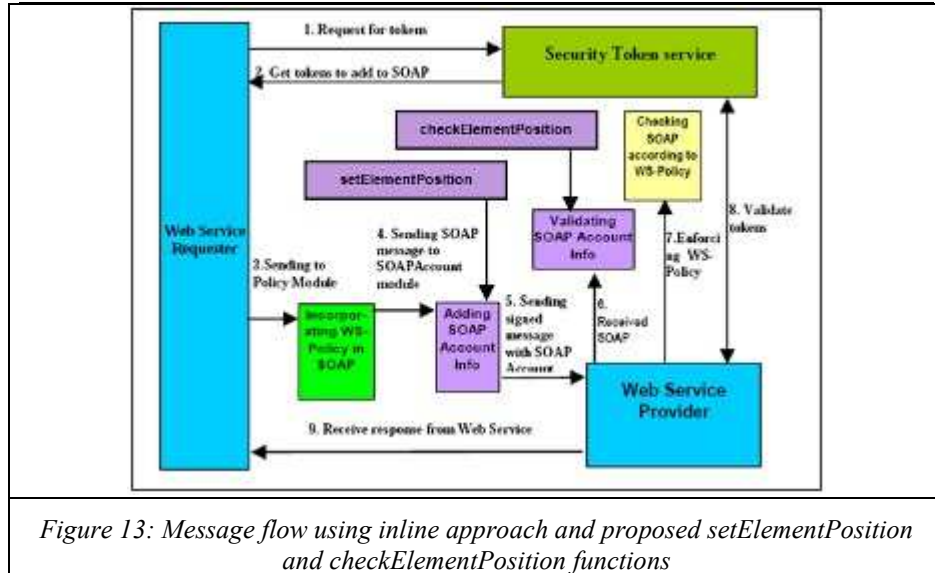 1. Request for tokens
Security Token service
2. Get tokens to add to SOAP
checkElementPosition
Checking
SOAP
according to
WS-Policy
setElementPosition
Web Service
Requester
4. Sending SOAP
message to
SOAPAccount
module
Validating
SOAP Account
Info
7.Enforci
ng WS-
Policy
8. Validate
tokens
3.Sending to
Policy Module
Incorpor-
ating WS-
Policy in
SOAP
Adding
SOAP
Account
Info
5. Sending
signed
message
with SOAP
Account
6.
Received
SOAP
Web Service
Provider
9. Receive response from Web Service
Figure 13: Message flow using inline approach and proposed setElementPosition
and checkElementPosition functions